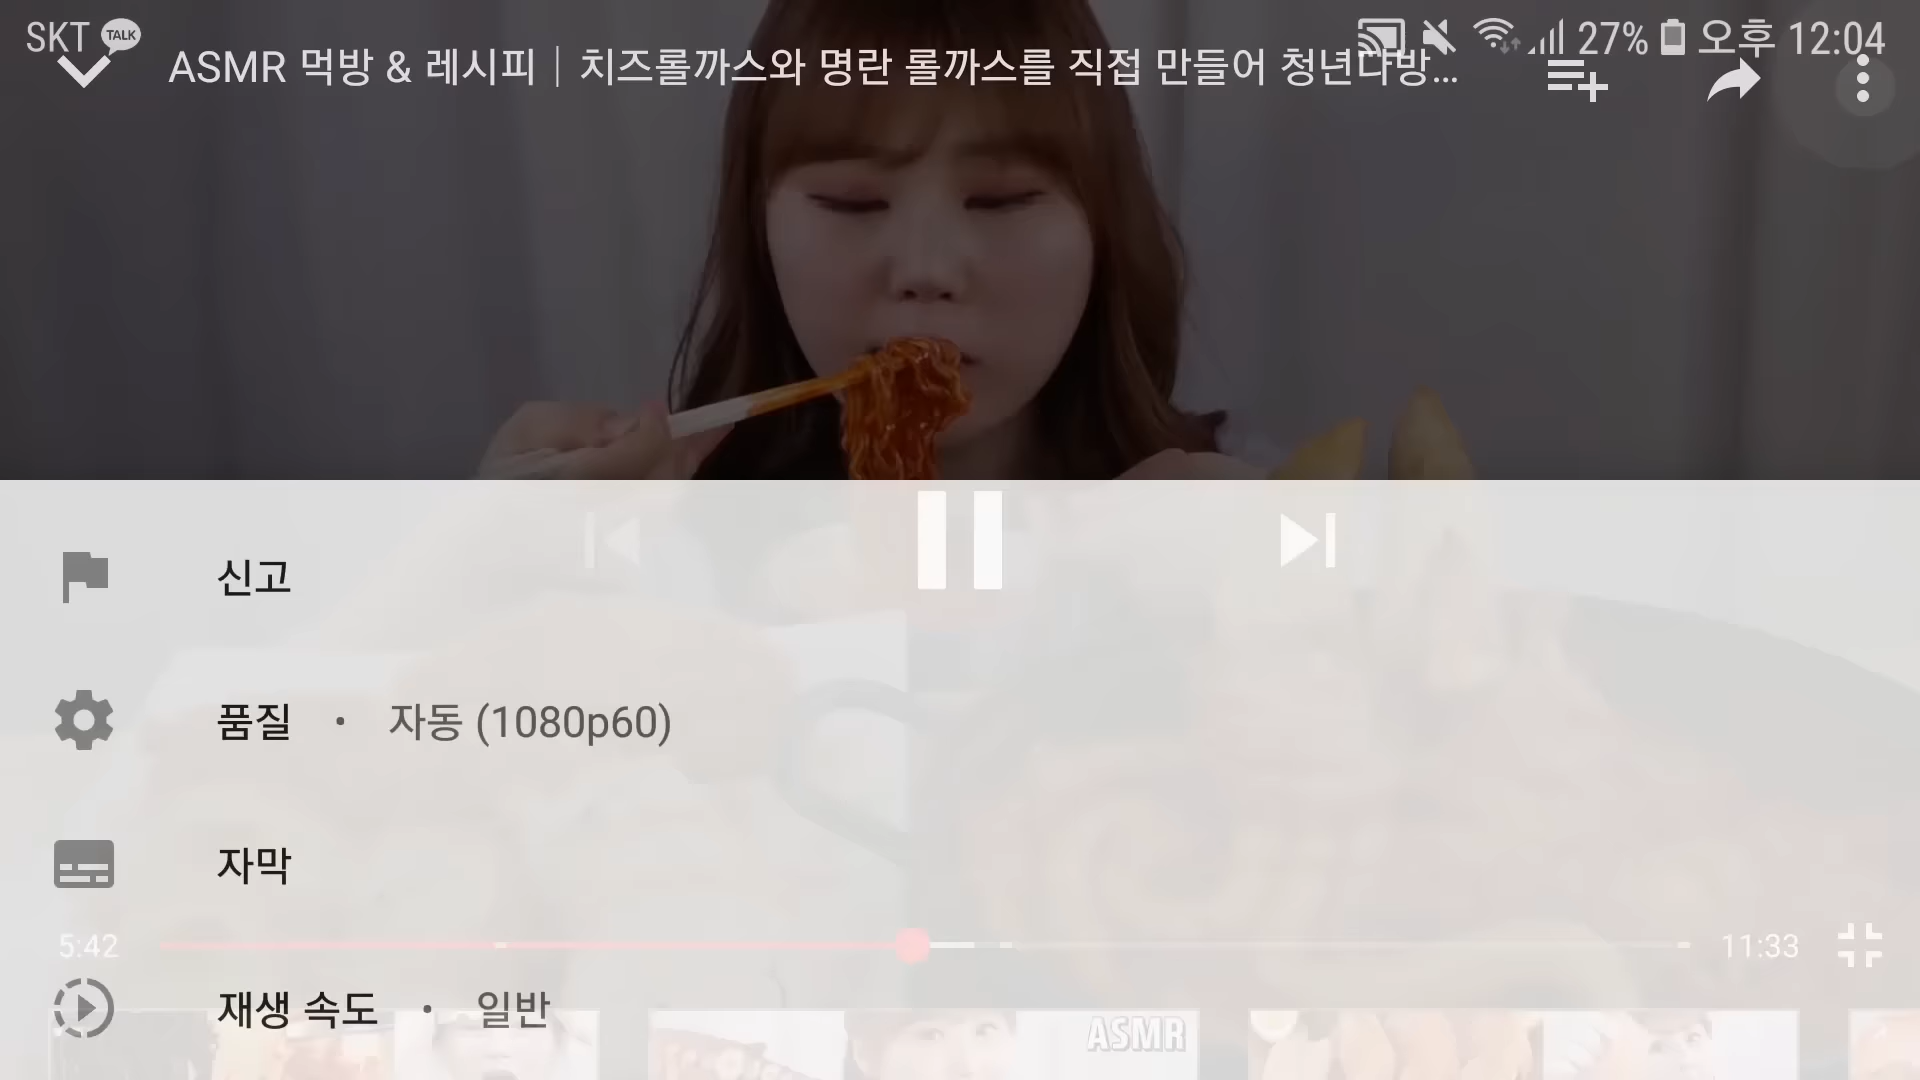 SKT TALK 27% 오후 12:04
ASMR 먹방 & 레시피｜치즈롤까스와 명란 롤까스를 직접 만들어 청년다방...
신고
품질 · 자동 (1080p60)
자막
5:42 11:33
재생 속도 · 일반
ASMR